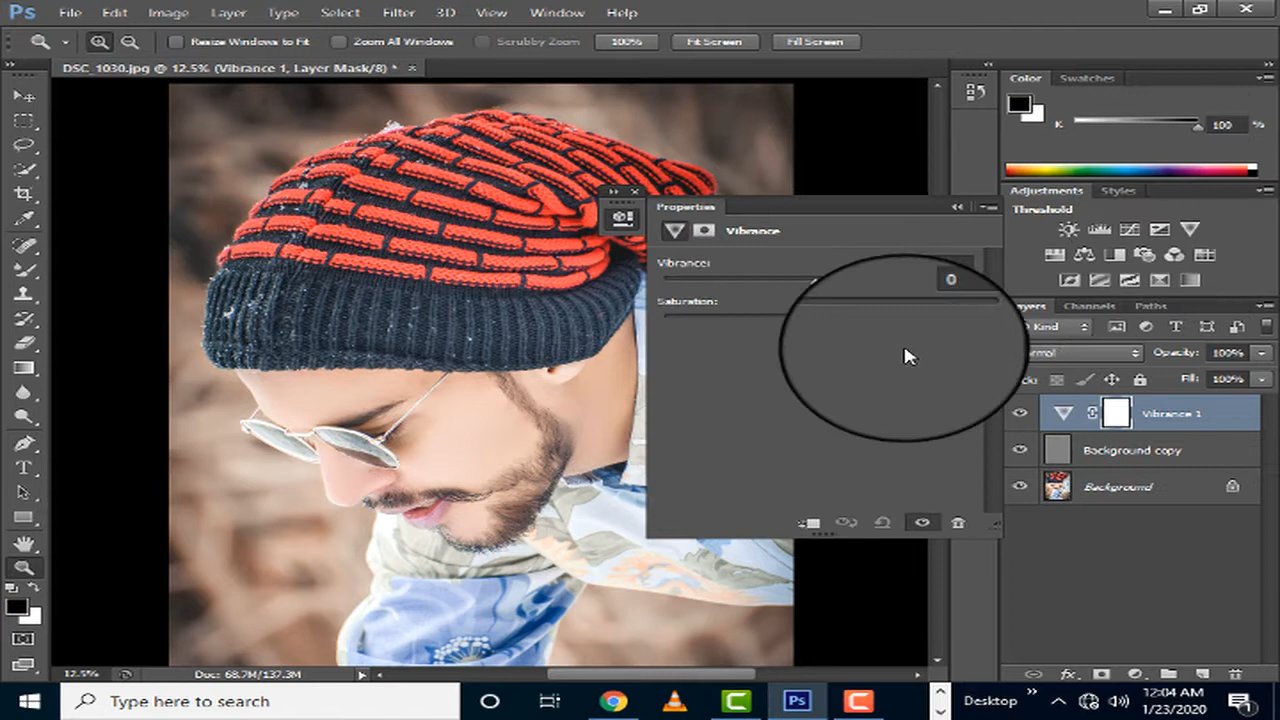 Ps File Edit Image Layer Type Select Filter 3D View Window Help
Resize Windows to Fit Zoom All Windows Scrubby Zoom 100% Fit Screen Fill Screen
DSC_1030.jpg @ 12.5% (Vibrance 1, Layer Mask/8) *
Color Swatches
K 100 %
Adjustments Styles
Threshold
Properties
Vibrance
Vibrance:
0
Saturation:
Layers Channels Paths
Kind
Opacity: 100%
Fill: 100%
Vibrance 1
Background copy
Background
12.5% Doc: 68.7M/137.3M
Type here to search
Ps
Desktop
12:04 AM
1/23/2020
1